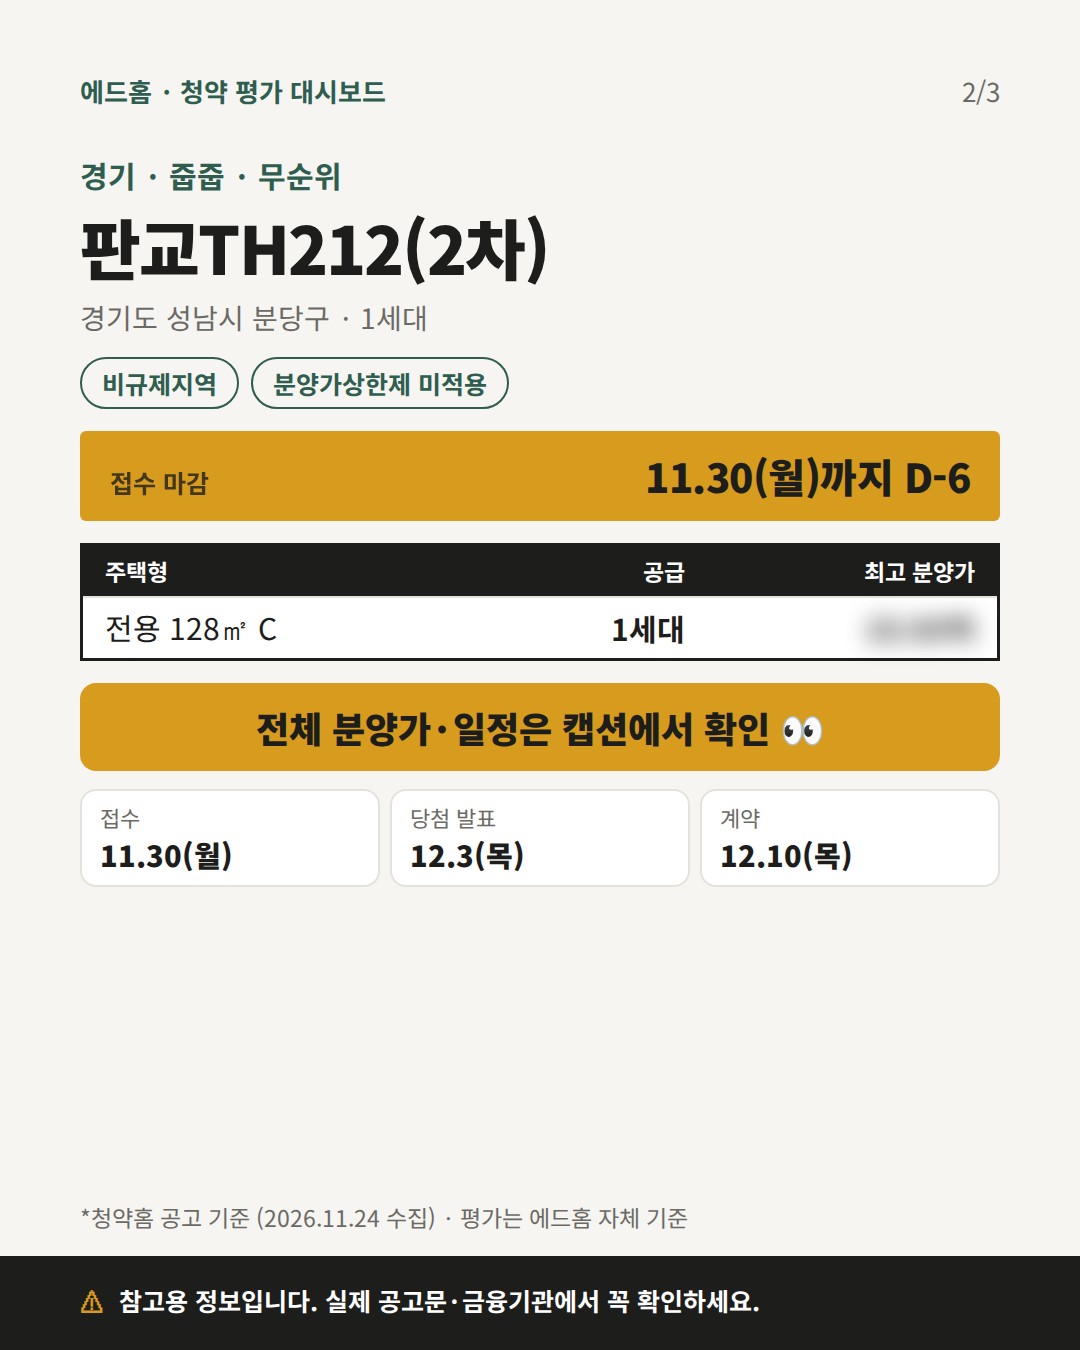 에드홈 · 청약 평가 대시보드
2/3
경기 · 줍줍 · 무순위
판교TH212(2차)
경기도 성남시 분당구 · 1세대
비규제지역 분양가상한제 미적용
접수 마감 11.30(월)까지 D-6
주택형 공급 최고 분양가
전용 128㎡ C 1세대
전체 분양가·일정은 캡션에서 확인 👀
접수 당첨 발표 계약
11.30(월) 12.3(목) 12.10(목)
*청약홈 공고 기준 (2026.11.24 수집) · 평가는 에드홈 자체 기준
⚠ 참고용 정보입니다. 실제 공고문·금융기관에서 꼭 확인하세요.